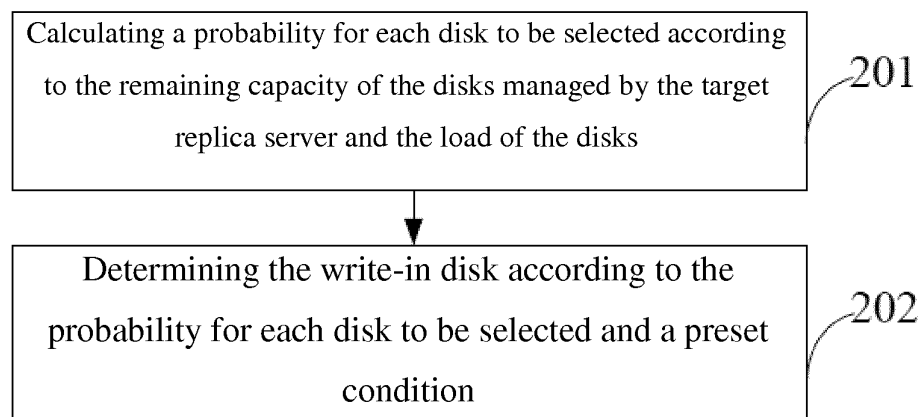 Calculating a probability for each disk to be selected according
to the remaining capacity of the disks managed by the target
replica server and the load of the disks
201
Determining the write-in disk according to the
probability for each disk to be selected and a preset
condition
202